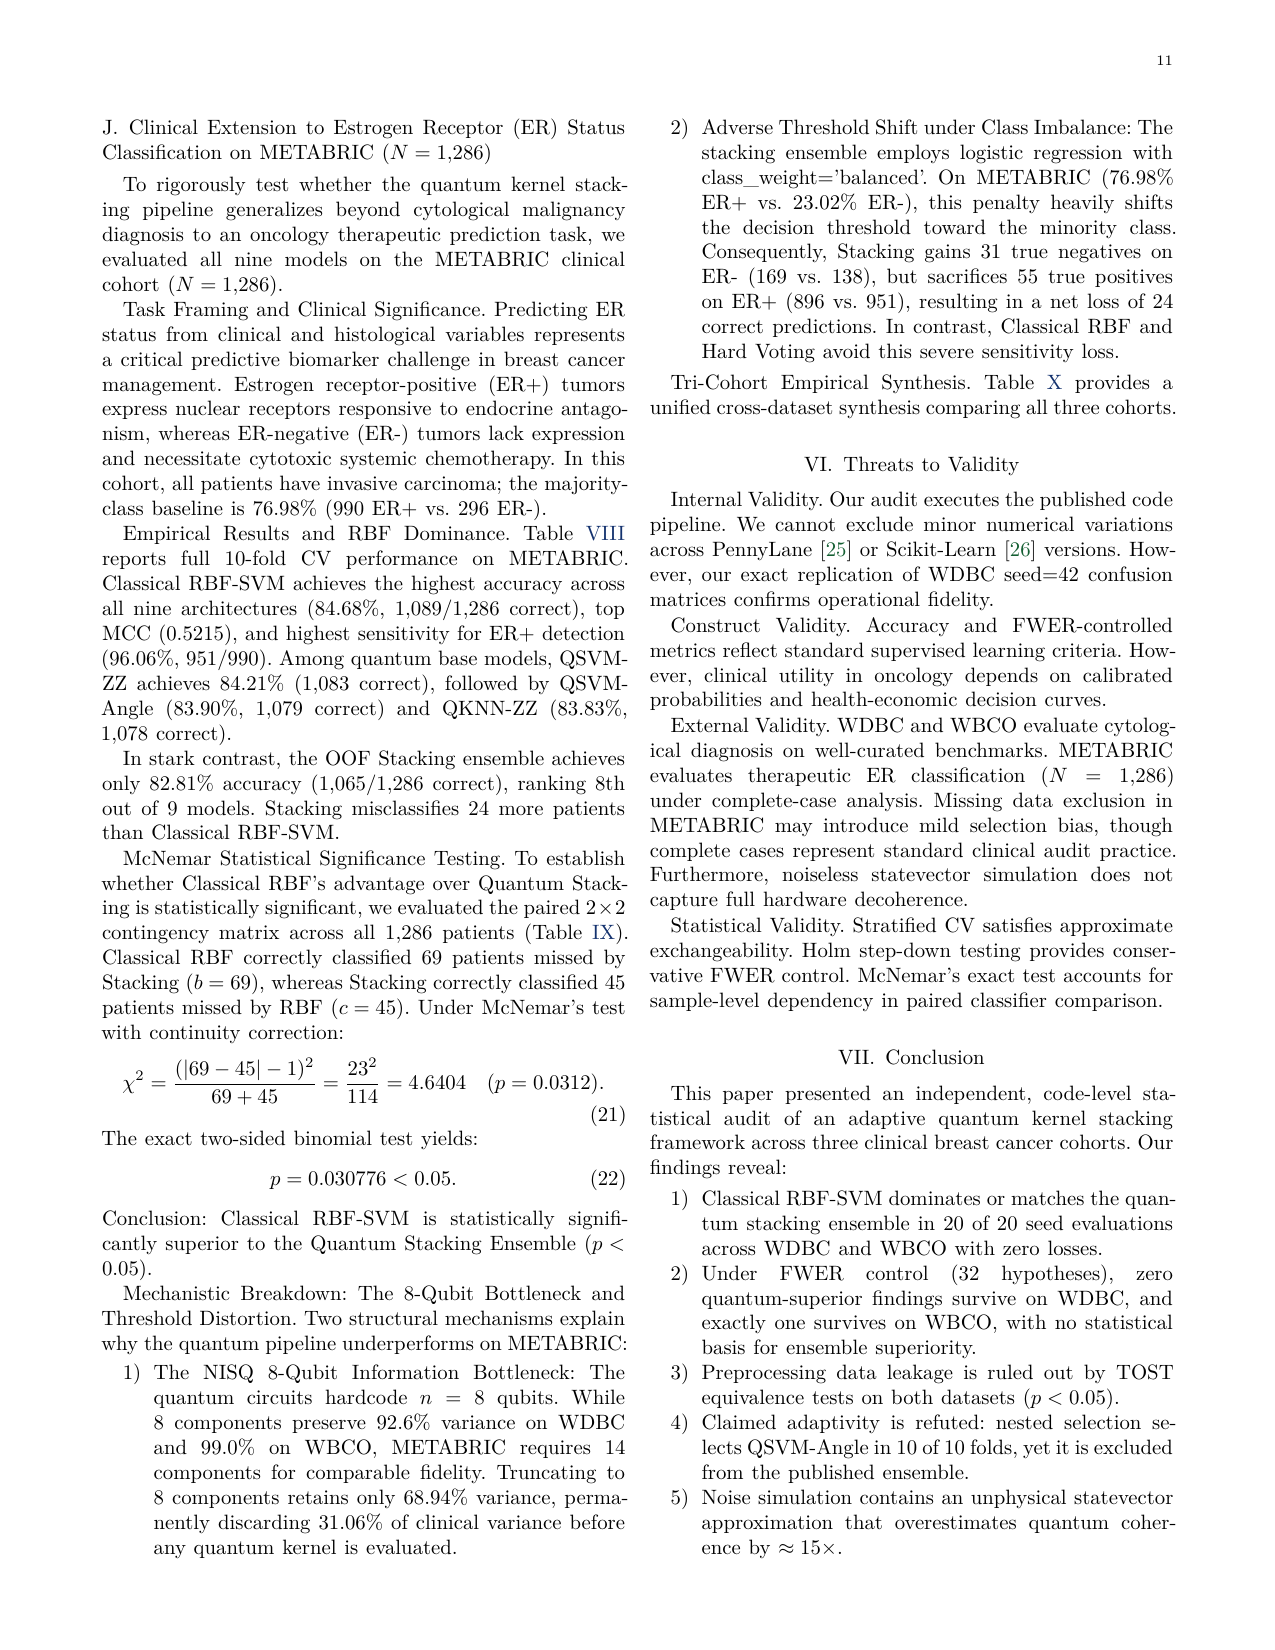 11
J. Clinical Extension to Estrogen Receptor (ER) Status
Classification on METABRIC (N = 1,286)
To rigorously test whether the quantum kernel stack-
ing pipeline generalizes beyond cytological malignancy
diagnosis to an oncology therapeutic prediction task, we
evaluated all nine models on the METABRIC clinical
cohort (N = 1,286).
Task Framing and Clinical Significance. Predicting ER
status from clinical and histological variables represents
a critical predictive biomarker challenge in breast cancer
management. Estrogen receptor-positive (ER+) tumors
express nuclear receptors responsive to endocrine antago-
nism, whereas ER-negative (ER-) tumors lack expression
and necessitate cytotoxic systemic chemotherapy. In this
cohort, all patients have invasive carcinoma; the majority-
class baseline is 76.98% (990 ER+ vs. 296 ER-).
Empirical Results and RBF Dominance. Table VIII
reports full 10-fold CV performance on METABRIC.
Classical RBF-SVM achieves the highest accuracy across
all nine architectures (84.68%, 1,089/1,286 correct), top
MCC (0.5215), and highest sensitivity for ER+ detection
(96.06%, 951/990). Among quantum base models, QSVM-
ZZ achieves 84.21% (1,083 correct), followed by QSVM-
Angle (83.90%, 1,079 correct) and QKNN-ZZ (83.83%,
1,078 correct).
In stark contrast, the OOF Stacking ensemble achieves
only 82.81% accuracy (1,065/1,286 correct), ranking 8th
out of 9 models. Stacking misclassifies 24 more patients
than Classical RBF-SVM.
McNemar Statistical Significance Testing. To establish
whether Classical RBF's advantage over Quantum Stack-
ing is statistically significant, we evaluated the paired 2×2
contingency matrix across all 1,286 patients (Table IX).
Classical RBF correctly classified 69 patients missed by
Stacking (b = 69), whereas Stacking correctly classified 45
patients missed by RBF (c = 45). Under McNemar's test
with continuity correction:
χ² = (|69 − 45| − 1)² / (69 + 45) = 23² / 114 = 4.6404 (p = 0.0312).
(21)
The exact two-sided binomial test yields:
p = 0.030776 < 0.05. (22)
Conclusion: Classical RBF-SVM is statistically signifi-
cantly superior to the Quantum Stacking Ensemble (p <
0.05).
Mechanistic Breakdown: The 8-Qubit Bottleneck and
Threshold Distortion. Two structural mechanisms explain
why the quantum pipeline underperforms on METABRIC:
1) The NISQ 8-Qubit Information Bottleneck: The
quantum circuits hardcode n = 8 qubits. While
8 components preserve 92.6% variance on WDBC
and 99.0% on WBCO, METABRIC requires 14
components for comparable fidelity. Truncating to
8 components retains only 68.94% variance, perma-
nently discarding 31.06% of clinical variance before
any quantum kernel is evaluated.
2) Adverse Threshold Shift under Class Imbalance: The
stacking ensemble employs logistic regression with
class_weight='balanced'. On METABRIC (76.98%
ER+ vs. 23.02% ER-), this penalty heavily shifts
the decision threshold toward the minority class.
Consequently, Stacking gains 31 true negatives on
ER- (169 vs. 138), but sacrifices 55 true positives
on ER+ (896 vs. 951), resulting in a net loss of 24
correct predictions. In contrast, Classical RBF and
Hard Voting avoid this severe sensitivity loss.
Tri-Cohort Empirical Synthesis. Table X provides a
unified cross-dataset synthesis comparing all three cohorts.
VI. Threats to Validity
Internal Validity. Our audit executes the published code
pipeline. We cannot exclude minor numerical variations
across PennyLane [25] or Scikit-Learn [26] versions. How-
ever, our exact replication of WDBC seed=42 confusion
matrices confirms operational fidelity.
Construct Validity. Accuracy and FWER-controlled
metrics reflect standard supervised learning criteria. How-
ever, clinical utility in oncology depends on calibrated
probabilities and health-economic decision curves.
External Validity. WDBC and WBCO evaluate cytolog-
ical diagnosis on well-curated benchmarks. METABRIC
evaluates therapeutic ER classification (N = 1,286)
under complete-case analysis. Missing data exclusion in
METABRIC may introduce mild selection bias, though
complete cases represent standard clinical audit practice.
Furthermore, noiseless statevector simulation does not
capture full hardware decoherence.
Statistical Validity. Stratified CV satisfies approximate
exchangeability. Holm step-down testing provides conser-
vative FWER control. McNemar's exact test accounts for
sample-level dependency in paired classifier comparison.
VII. Conclusion
This paper presented an independent, code-level sta-
tistical audit of an adaptive quantum kernel stacking
framework across three clinical breast cancer cohorts. Our
findings reveal:
1) Classical RBF-SVM dominates or matches the quan-
tum stacking ensemble in 20 of 20 seed evaluations
across WDBC and WBCO with zero losses.
2) Under FWER control (32 hypotheses), zero
quantum-superior findings survive on WDBC, and
exactly one survives on WBCO, with no statistical
basis for ensemble superiority.
3) Preprocessing data leakage is ruled out by TOST
equivalence tests on both datasets (p < 0.05).
4) Claimed adaptivity is refuted: nested selection se-
lects QSVM-Angle in 10 of 10 folds, yet it is excluded
from the published ensemble.
5) Noise simulation contains an unphysical statevector
approximation that overestimates quantum coher-
ence by ≈ 15×.